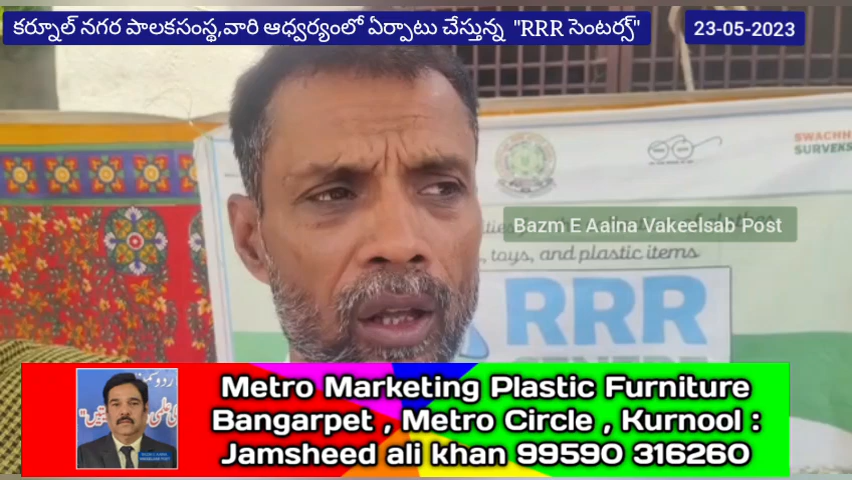 కర్నూల్ నగర పాలకసంస్థ,వారి ఆధ్వర్యంలో ఏర్పాటు చేస్తున్న "RRR సెంటర్స్"
23-05-2023
SWACHH
Bazm E Aaina Vakeelsab Post
, toys, and plastic items
RRR
Metro Marketing Plastic Furniture
Bangarpet , Metro Circle , Kurnool :
Jamsheed ali khan 99590 316260